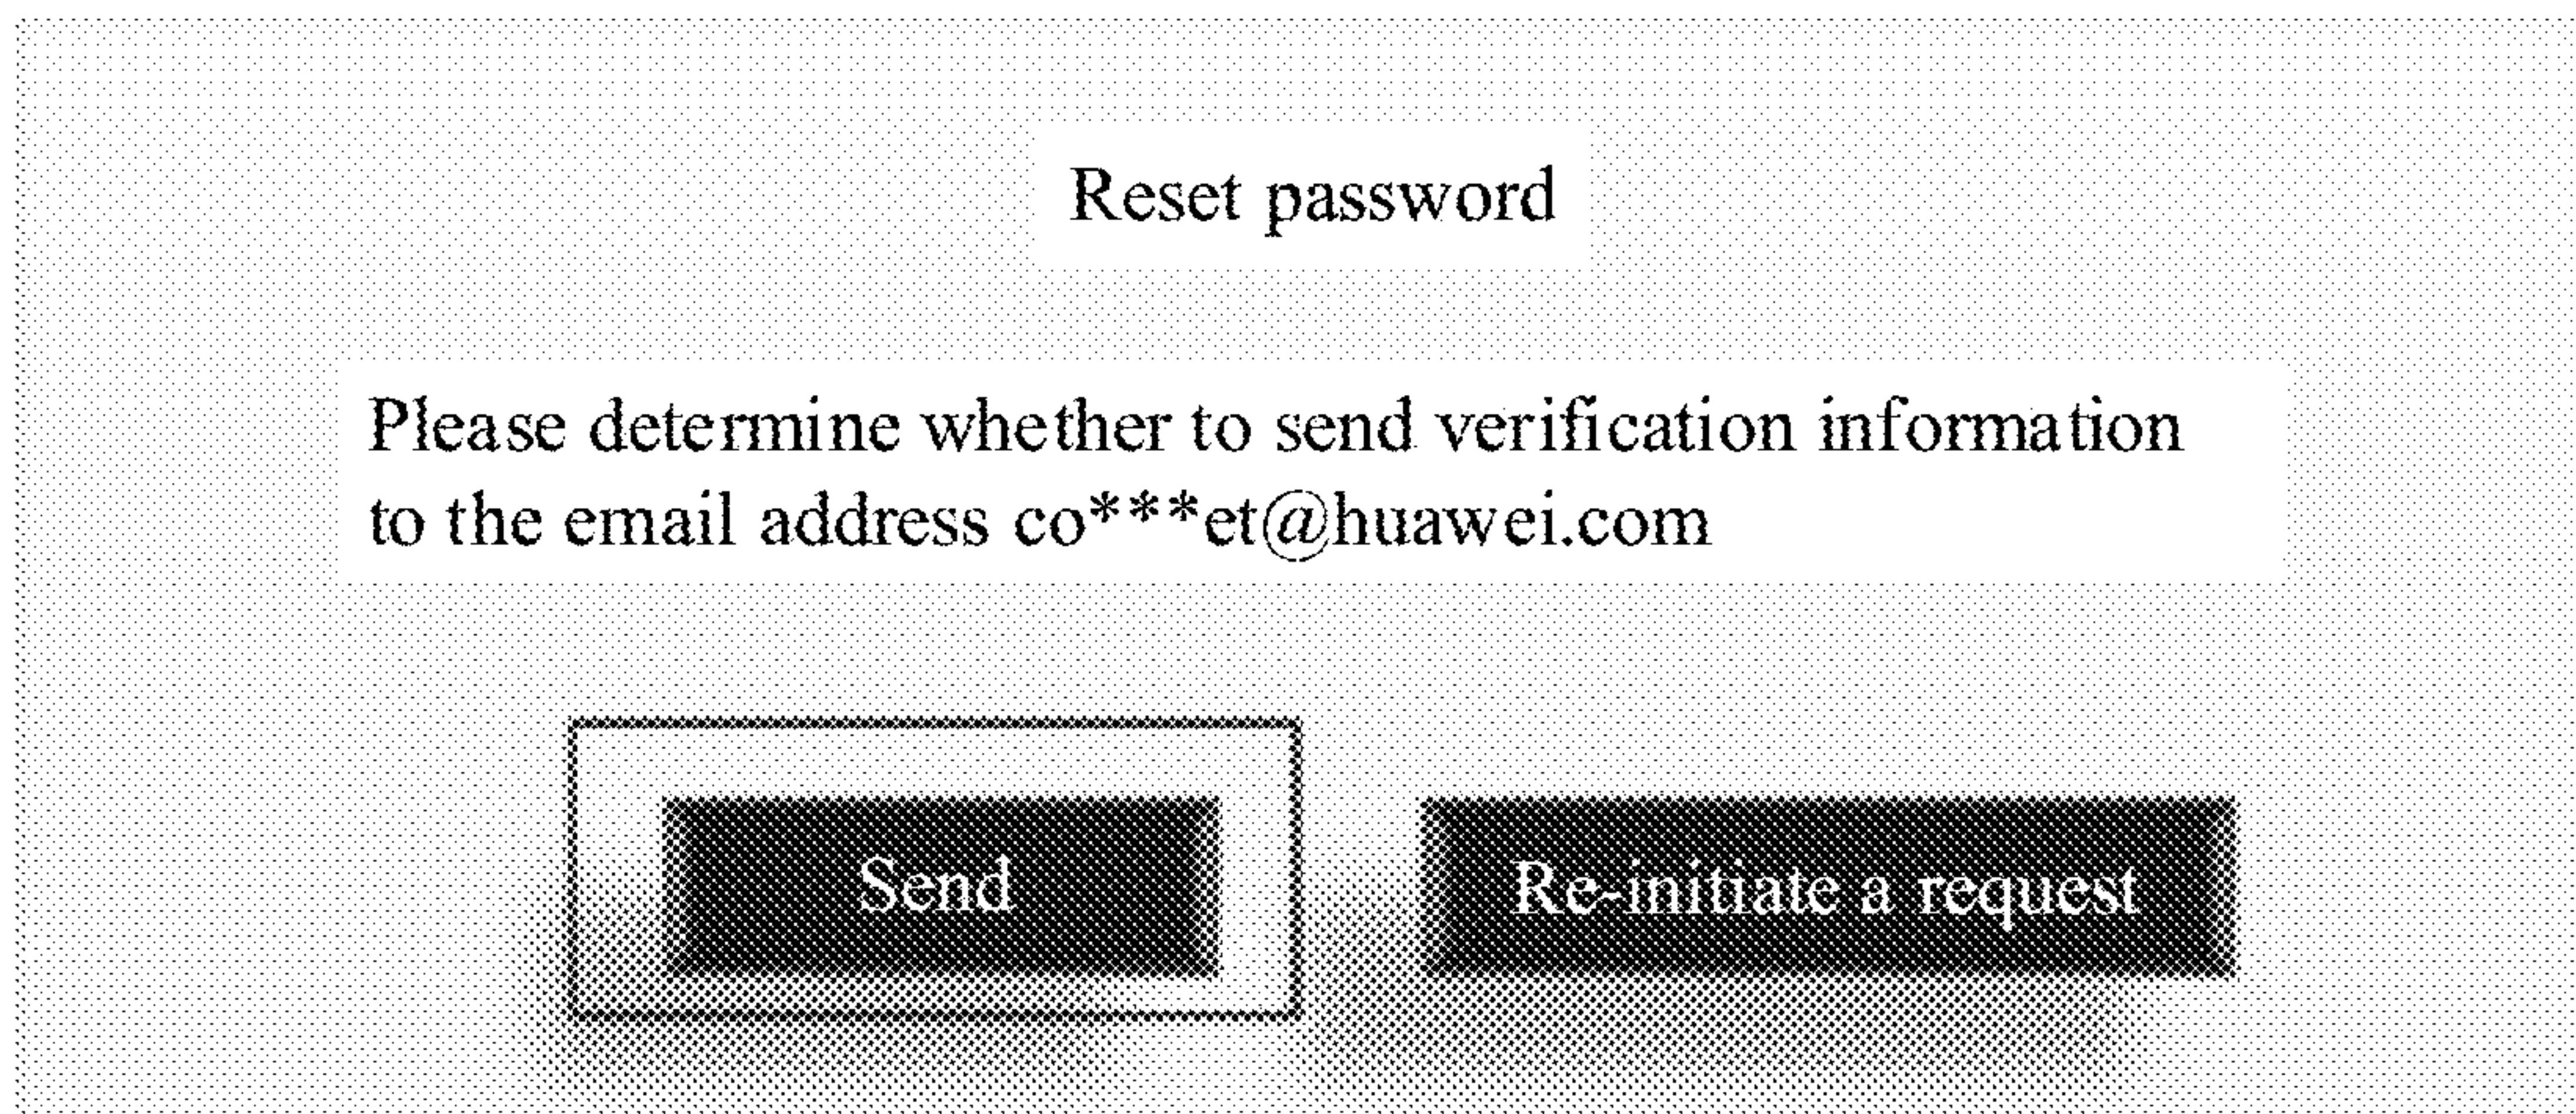 Reset password
Please determine whether to send verification information
to the email address co***et@huawei.com
Send
Re-initiate a request